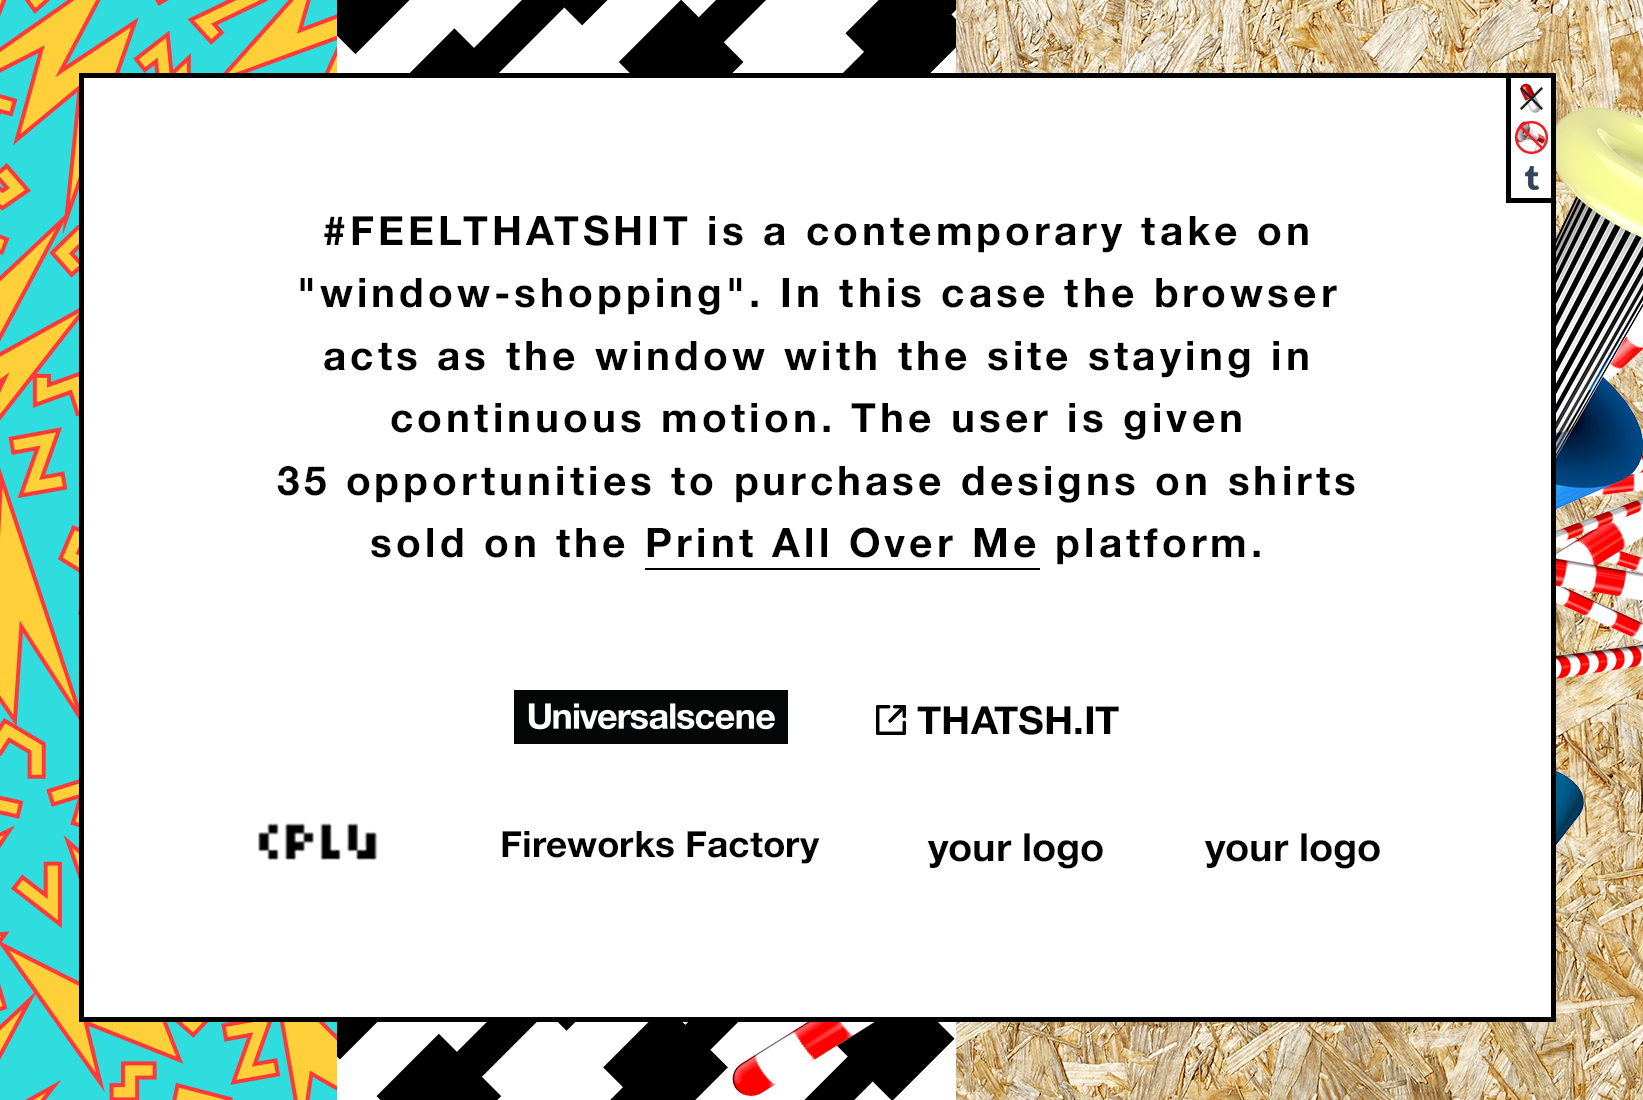 #FEELTHATSHIT is a contemporary take on
"window-shopping". In this case the browser
acts as the window with the site staying in
continuous motion. The user is given
35 opportunities to purchase designs on shirts
sold on the Print All Over Me platform.
Universalscene
THATSH.IT
CPLU
Fireworks Factory
your logo
your logo
t